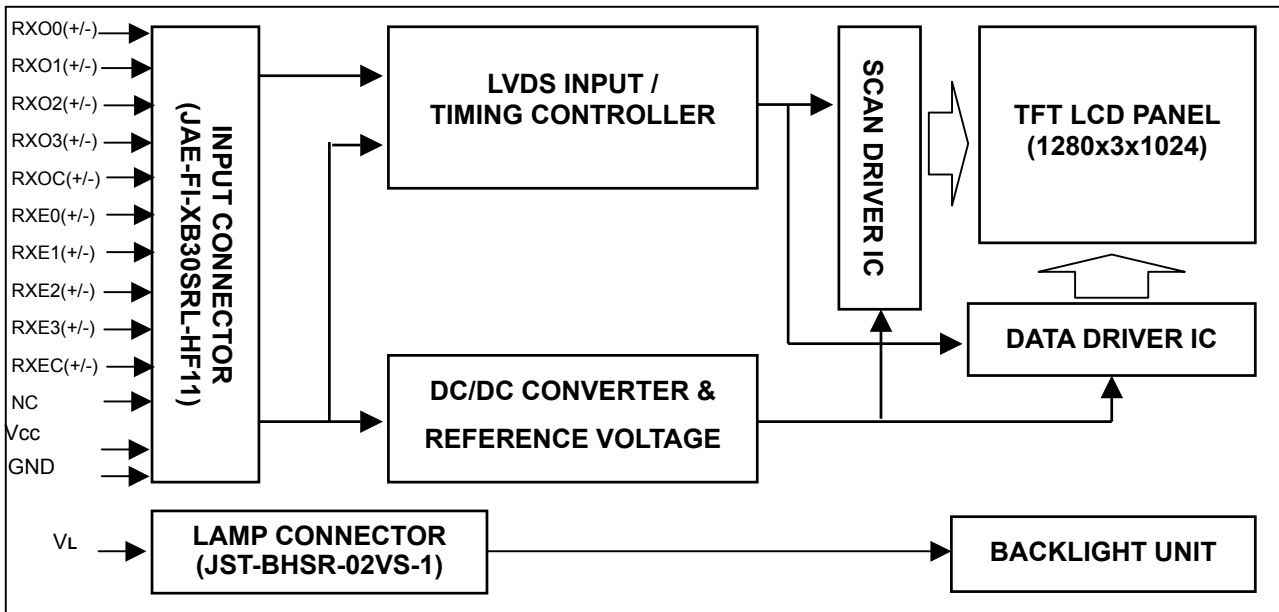 RXO0(+/-)
RXO1(+/-)
RXO2(+/-)
RXO3(+/-)
RXOC(+/-)
RXE0(+/-)
RXE1(+/-)
RXE2(+/-)
RXE3(+/-)
RXEC(+/-)
NC
Vcc
GND
INPUT CONNECTOR
(JAE-FI-XB30SRL-HF11)
LVDS INPUT /
TIMING CONTROLLER
SCAN DRIVER IC
TFT LCD PANEL
(1280x3x1024)
DATA DRIVER IC
DC/DC CONVERTER &
REFERENCE VOLTAGE
VL
LAMP CONNECTOR
(JST-BHSR-02VS-1)
BACKLIGHT UNIT